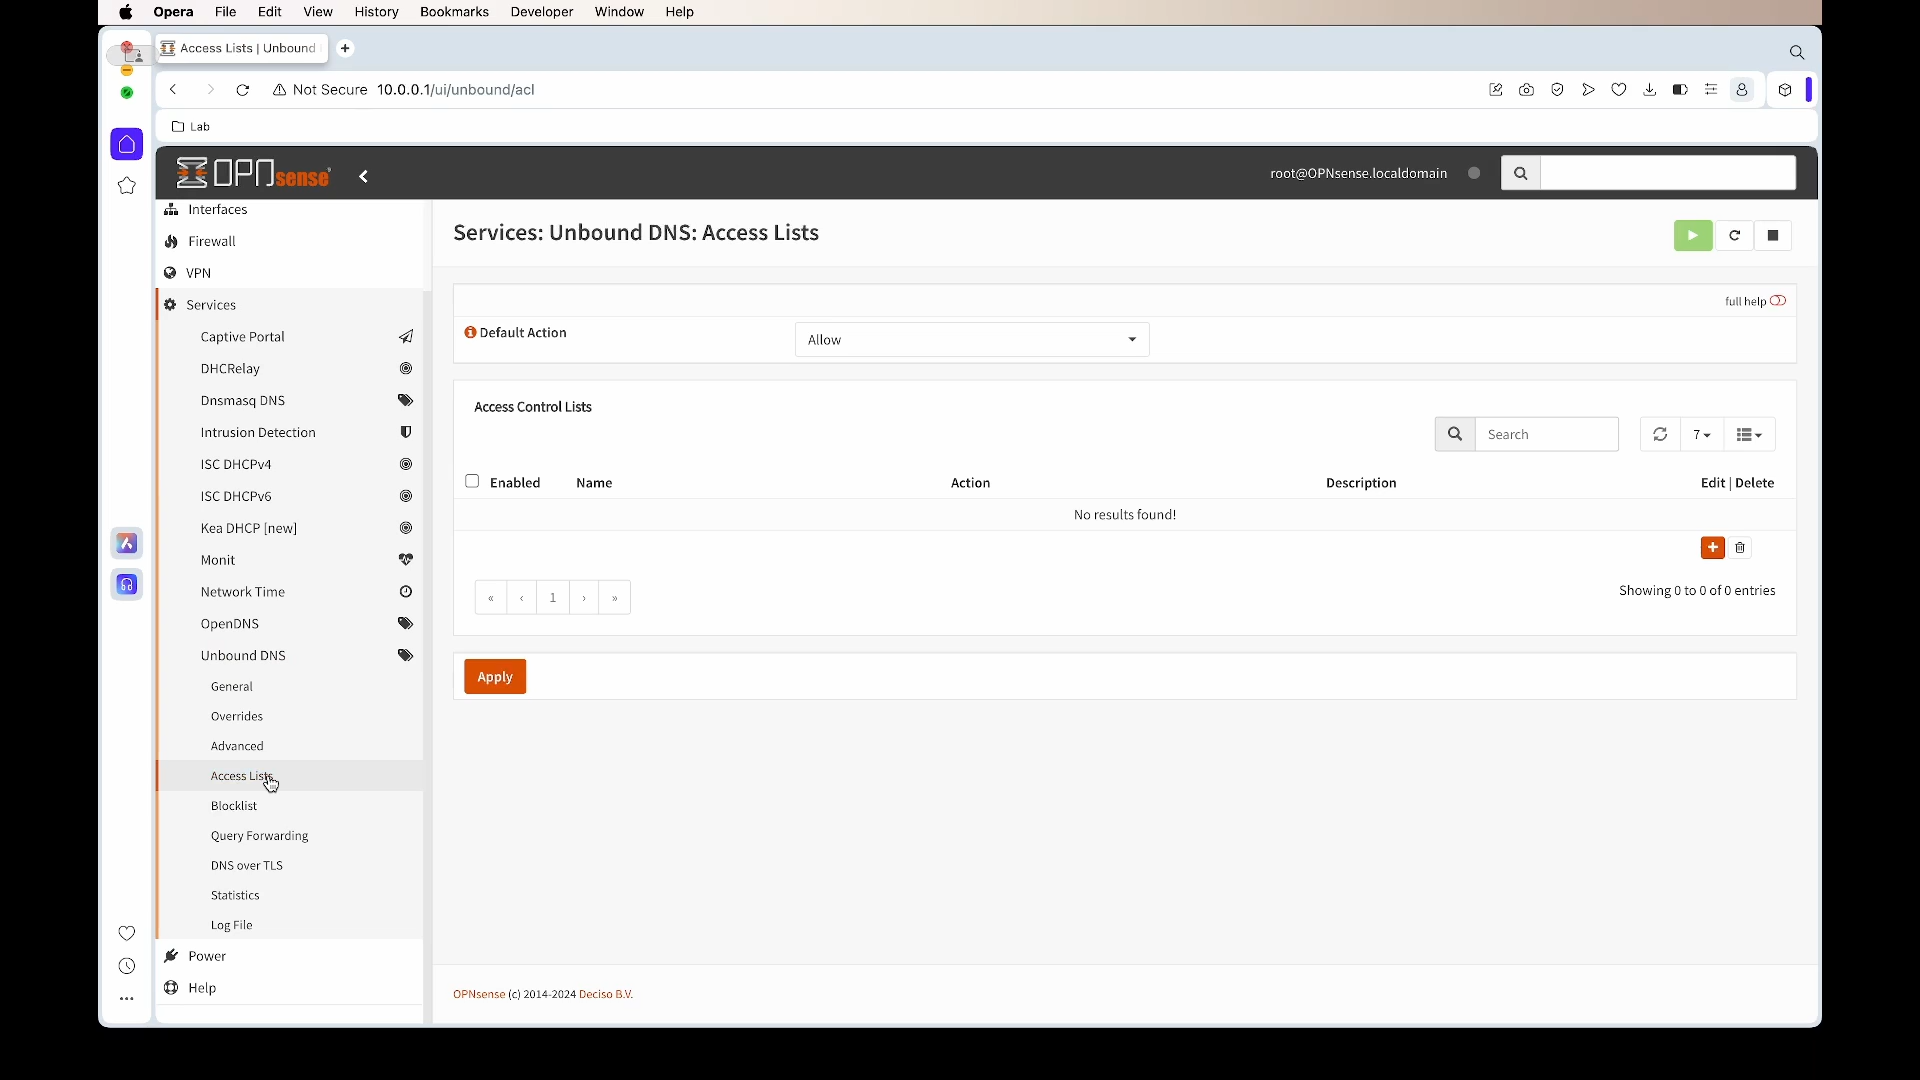 Opera File Edit View History Bookmarks Developer Window Help
Access Lists | Unbound
Not Secure 10.0.0.1/ui/unbound/acl
Lab
OPNsense
root@OPNsense.localdomain
Interfaces
Firewall
VPN
Services
Captive Portal
DHCRelay
Dnsmasq DNS
Intrusion Detection
ISC DHCPv4
ISC DHCPv6
Kea DHCP [new]
Monit
Network Time
OpenDNS
Unbound DNS
General
Overrides
Advanced
Access Lists
Blocklist
Query Forwarding
DNS over TLS
Statistics
Log File
Power
Help
Services: Unbound DNS: Access Lists
full help
Default Action
Allow
Access Control Lists
Search
7
Enabled Name Action Description Edit | Delete
No results found!
« ‹ 1 › »
Showing 0 to 0 of 0 entries
Apply
OPNsense (c) 2014-2024 Deciso B.V.